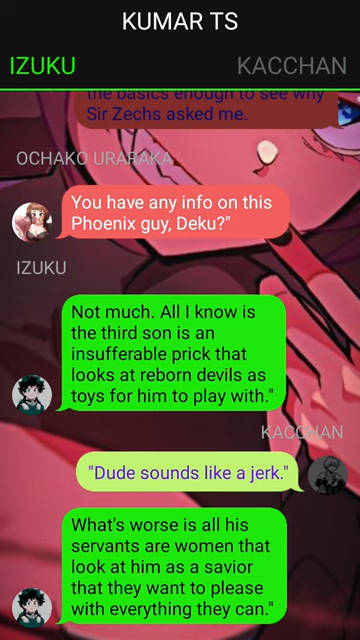 KUMAR TS
IZUKU
KACCHAN
the basics enough to see why
Sir Zechs asked me.
OCHAKO URARAKA
You have any info on this
Phoenix guy, Deku?"
IZUKU
Not much. All I know is
the third son is an
insufferable prick that
looks at reborn devils as
toys for him to play with."
KACCHAN
"Dude sounds like a jerk."
What's worse is all his
servants are women that
look at him as a savior
that they want to please
with everything they can."